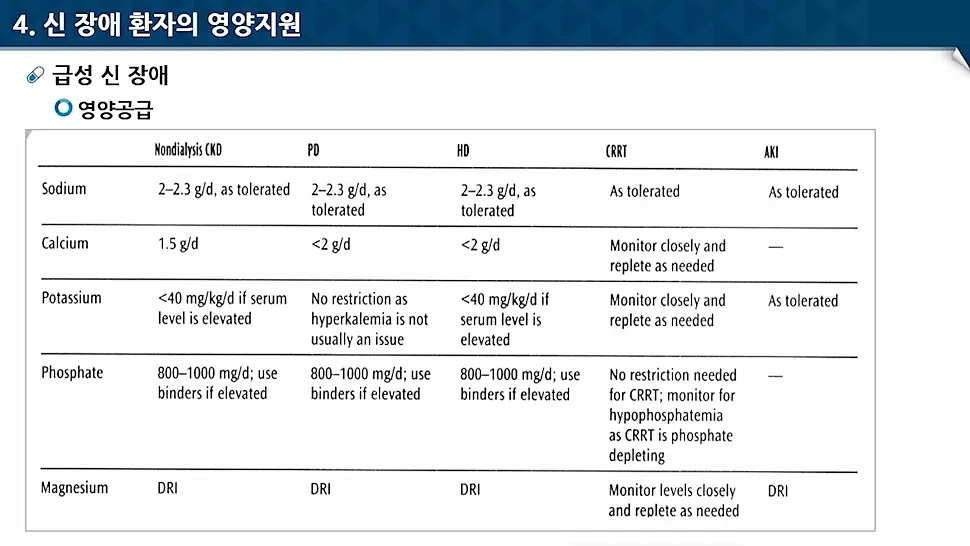 4. 신 장애 환자의 영양지원
급성 신 장애
영양공급
Nondialysis CKD PD HD CRRT AKI
Sodium 2–2.3 g/d, as tolerated 2–2.3 g/d, as 2–2.3 g/d, as As tolerated As tolerated
tolerated tolerated
Calcium 1.5 g/d <2 g/d <2 g/d Monitor closely and —
replete as needed
Potassium <40 mg/kg/d if serum No restriction as <40 mg/kg/d if Monitor closely and As tolerated
level is elevated hyperkalemia is not serum level is replete as needed
usually an issue elevated
Phosphate 800–1000 mg/d; use 800–1000 mg/d; use 800–1000 mg/d; use No restriction needed —
binders if elevated binders if elevated binders if elevated for CRRT; monitor for
hypophosphatemia
as CRRT is phosphate
depleting
Magnesium DRI DRI DRI Monitor levels closely DRI
and replete as needed